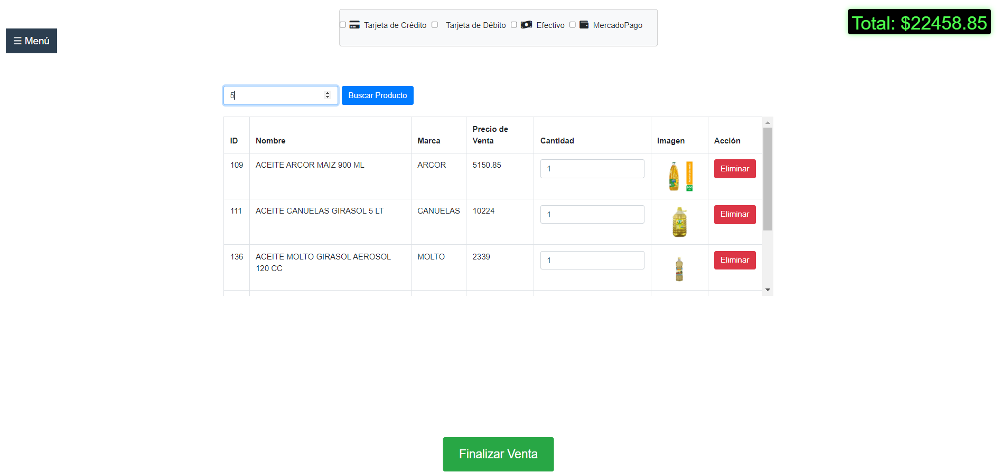 ☰ Menú
Tarjeta de Crédito Tarjeta de Débito Efectivo MercadoPago
Total: $22458.85
5 Buscar Producto
ID Nombre Marca Precio de Venta Cantidad Imagen Acción
109 ACEITE ARCOR MAIZ 900 ML ARCOR 5150.85 1 Eliminar
111 ACEITE CANUELAS GIRASOL 5 LT CANUELAS 10224 1 Eliminar
136 ACEITE MOLTO GIRASOL AEROSOL MOLTO 2339 1 Eliminar
120 CC
Finalizar Venta